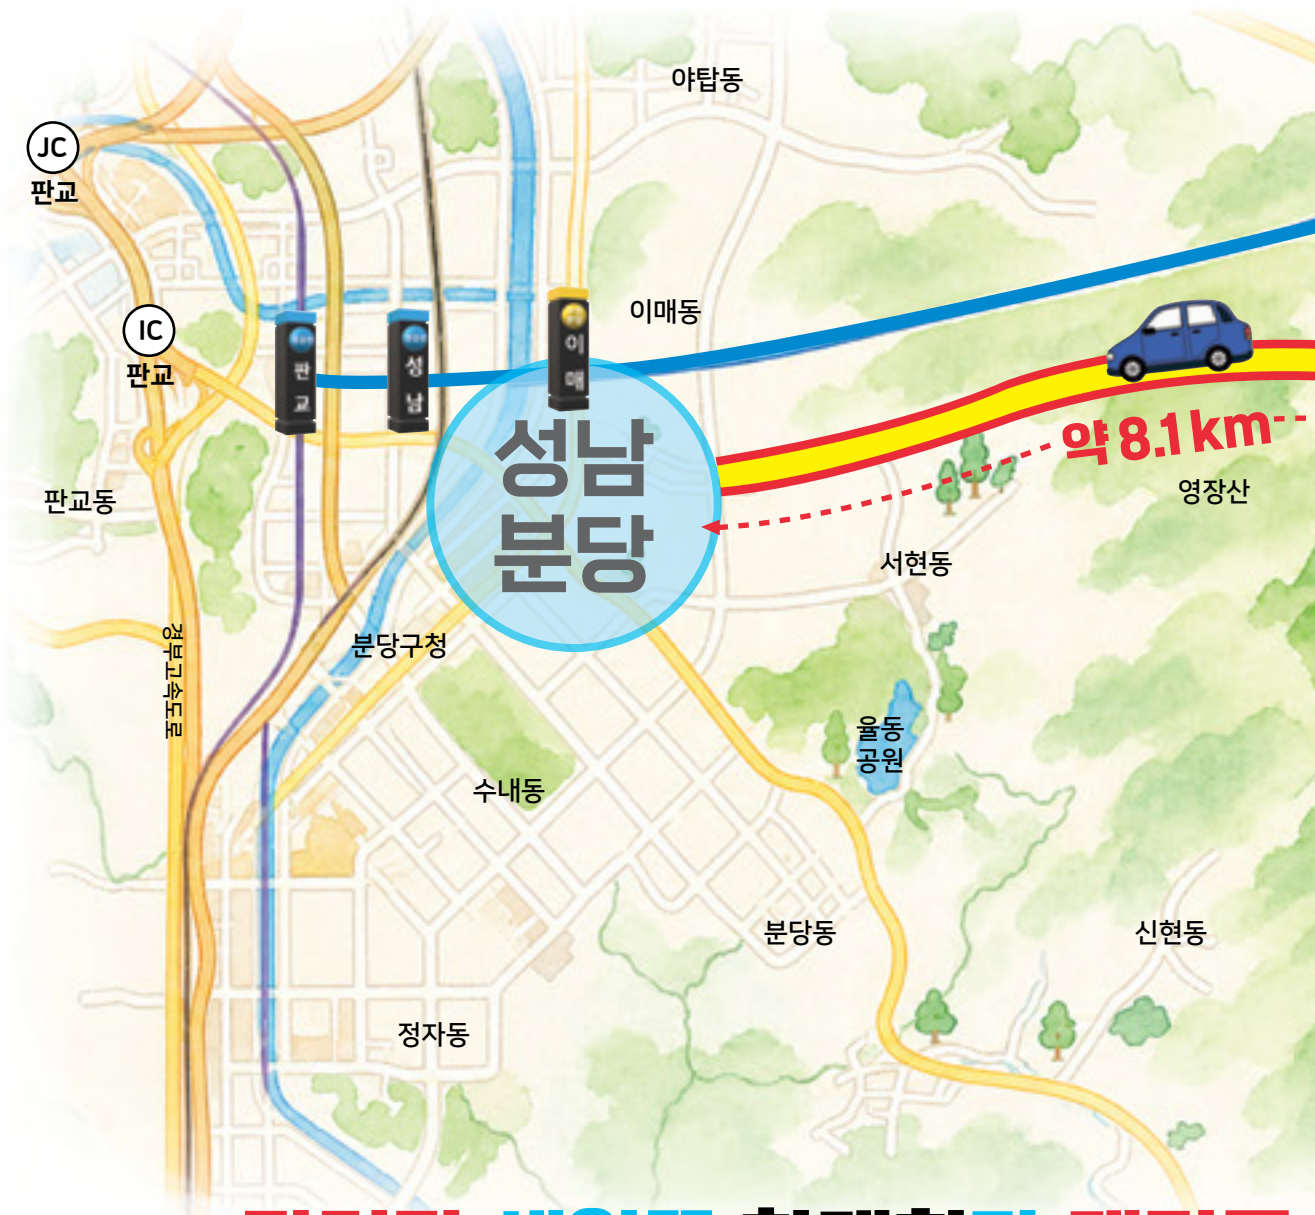 야탑동
JC
판교
이매동
IC
판교
판교
성남
이매
성남
분당
약 8.1 km
영장산
판교동
서현동
분당구청
경부고속도로
율동
공원
수내동
분당동
신현동
정자동